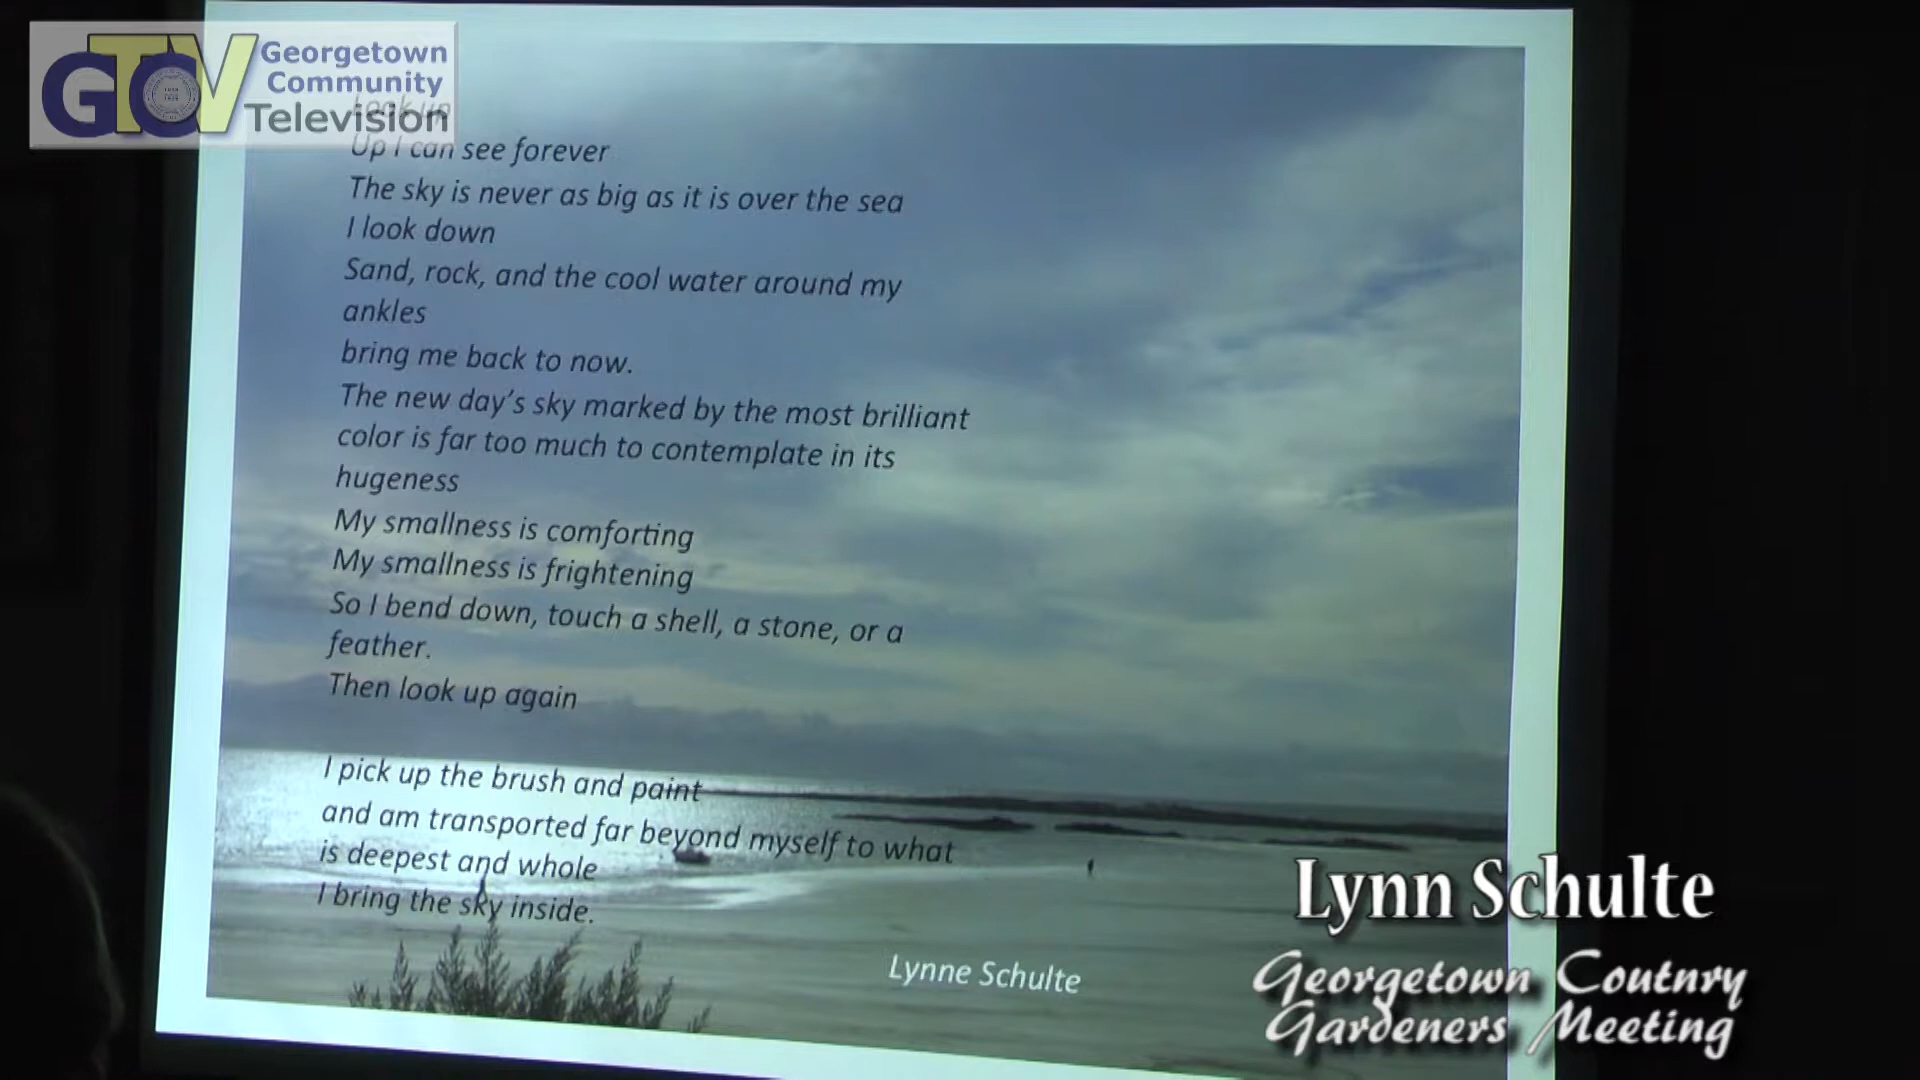 GCTV
Georgetown
Community
Television
Look up
Up I can see forever
The sky is never as big as it is over the sea
I look down
Sand, rock, and the cool water around my
ankles
bring me back to now.
The new day's sky marked by the most brilliant
color is far too much to contemplate in its
hugeness
My smallness is comforting
My smallness is frightening
So I bend down, touch a shell, a stone, or a
feather.
Then look up again
I pick up the brush and paint
and am transported far beyond myself to what
is deepest and whole
I bring the sky inside.
Lynne Schulte
Lynn Schulte
Georgetown Coutnry
Gardeners Meeting